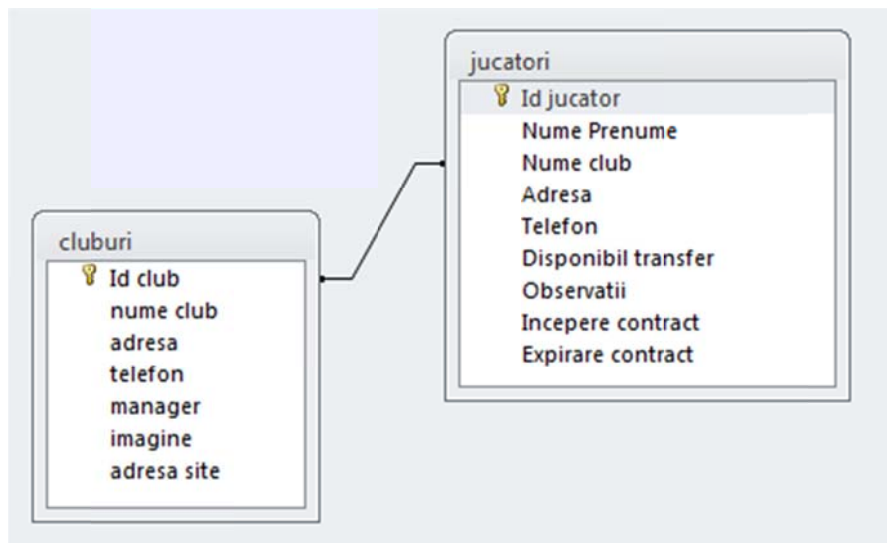 jucatori
Id jucator
Nume Prenume
Nume club
Adresa
Telefon
Disponibil transfer
Observatii
Incepere contract
Expirare contract
cluburi
Id club
nume club
adresa
telefon
manager
imagine
adresa site